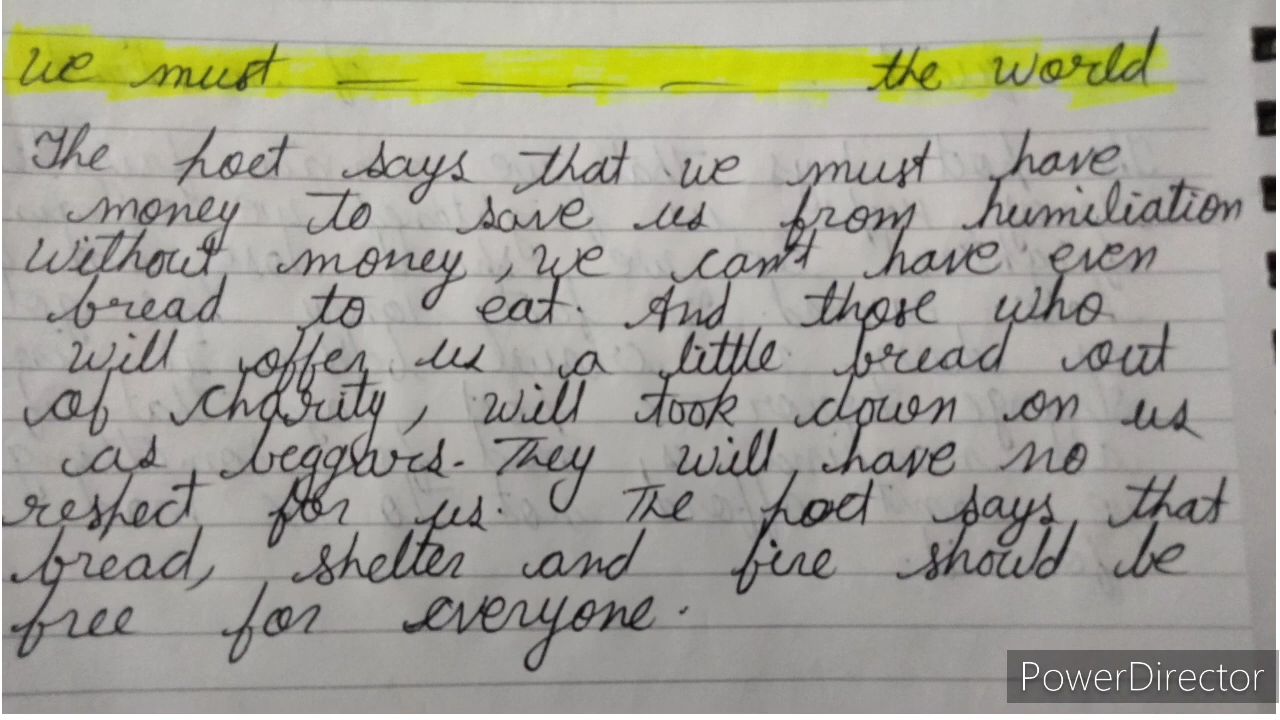 we must — — — — the world
The poet says that we must have
money to save us from humiliation
without money, we can't have even
bread to eat. And those who
will offer us a little bread out
of charity, will took down on us
as beggars. They will have no
respect for us. The poet says that
bread, shelter and fire should be
free for everyone.
PowerDirector